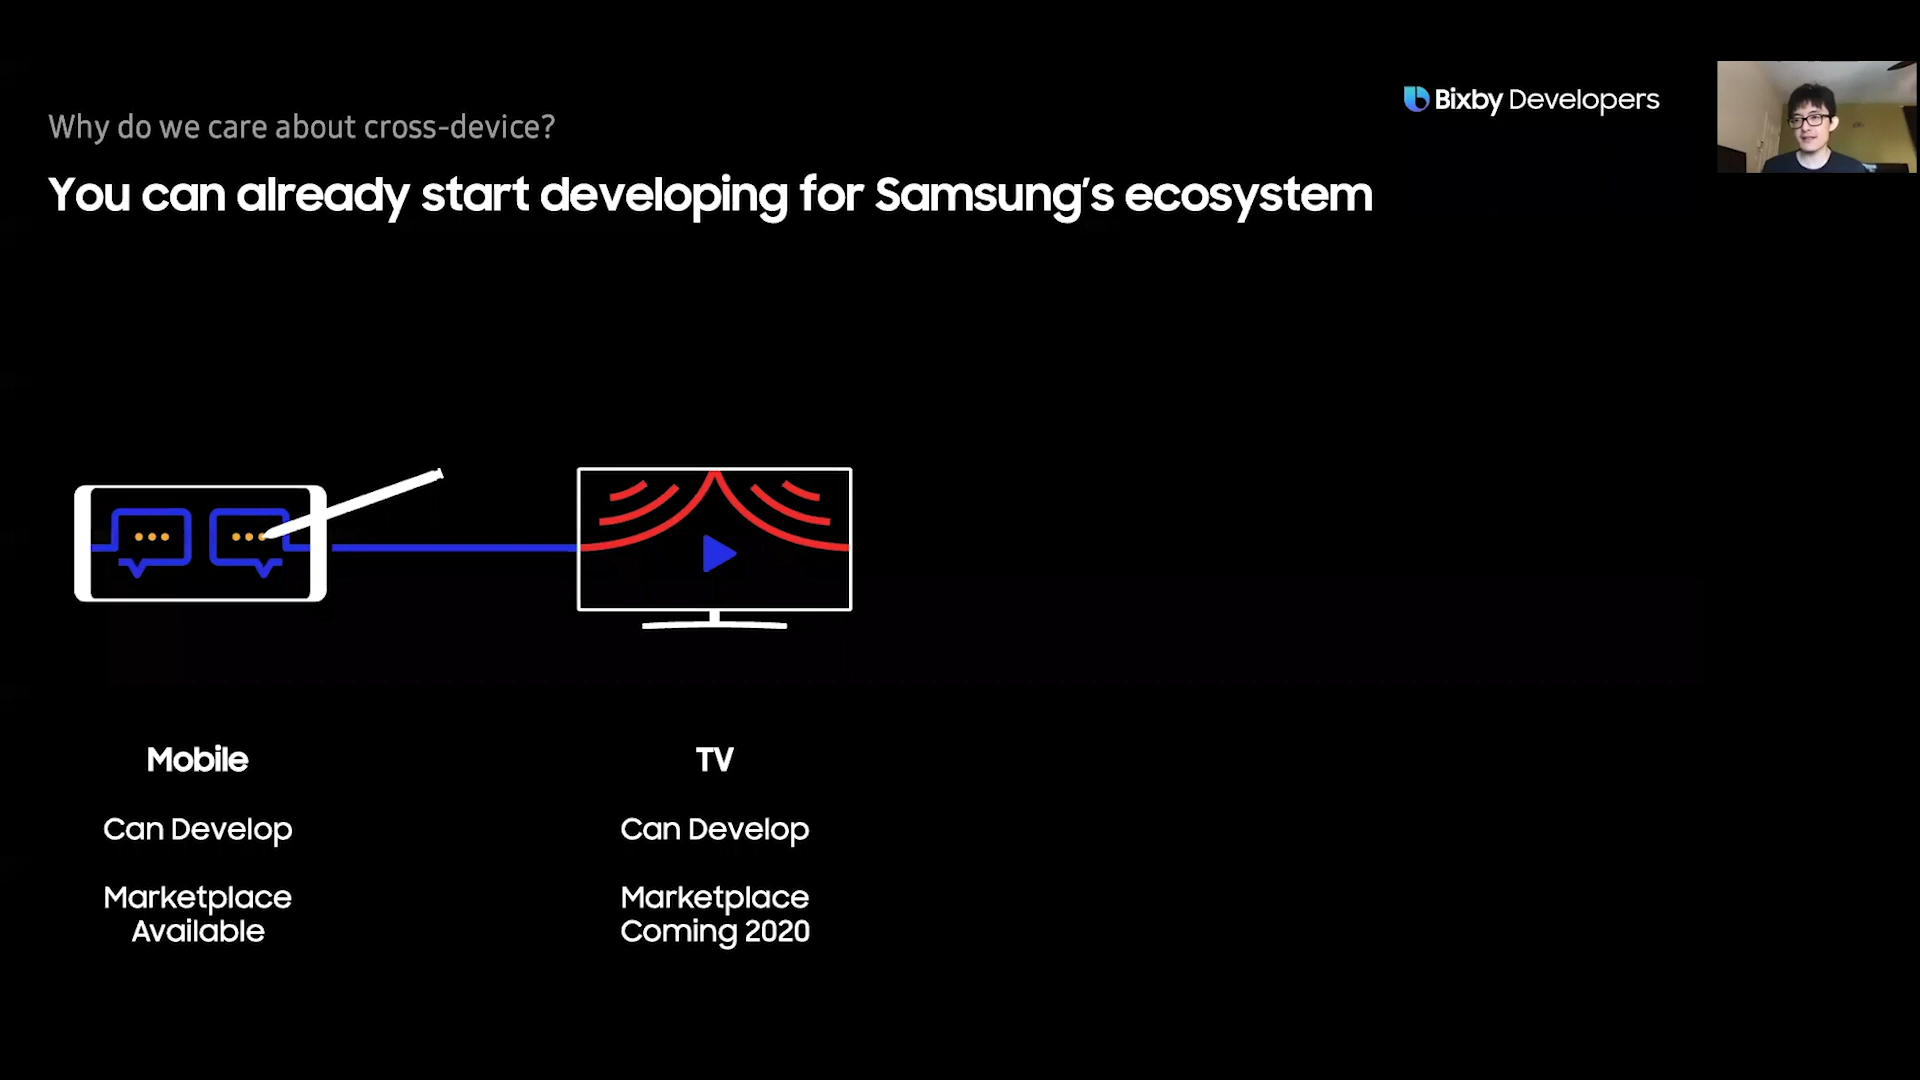 Why do we care about cross-device?
Bixby Developers
You can already start developing for Samsung's ecosystem
Mobile
Can Develop
Marketplace
Available
TV
Can Develop
Marketplace
Coming 2020